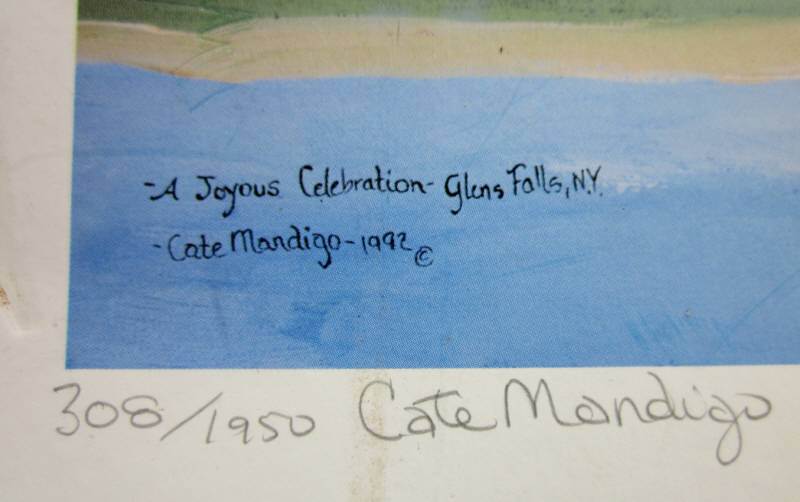 -A Joyous Celebration- Glens Falls, N.Y.
-Cate Mandigo-1992 ©
308/1950 Cate Mandigo